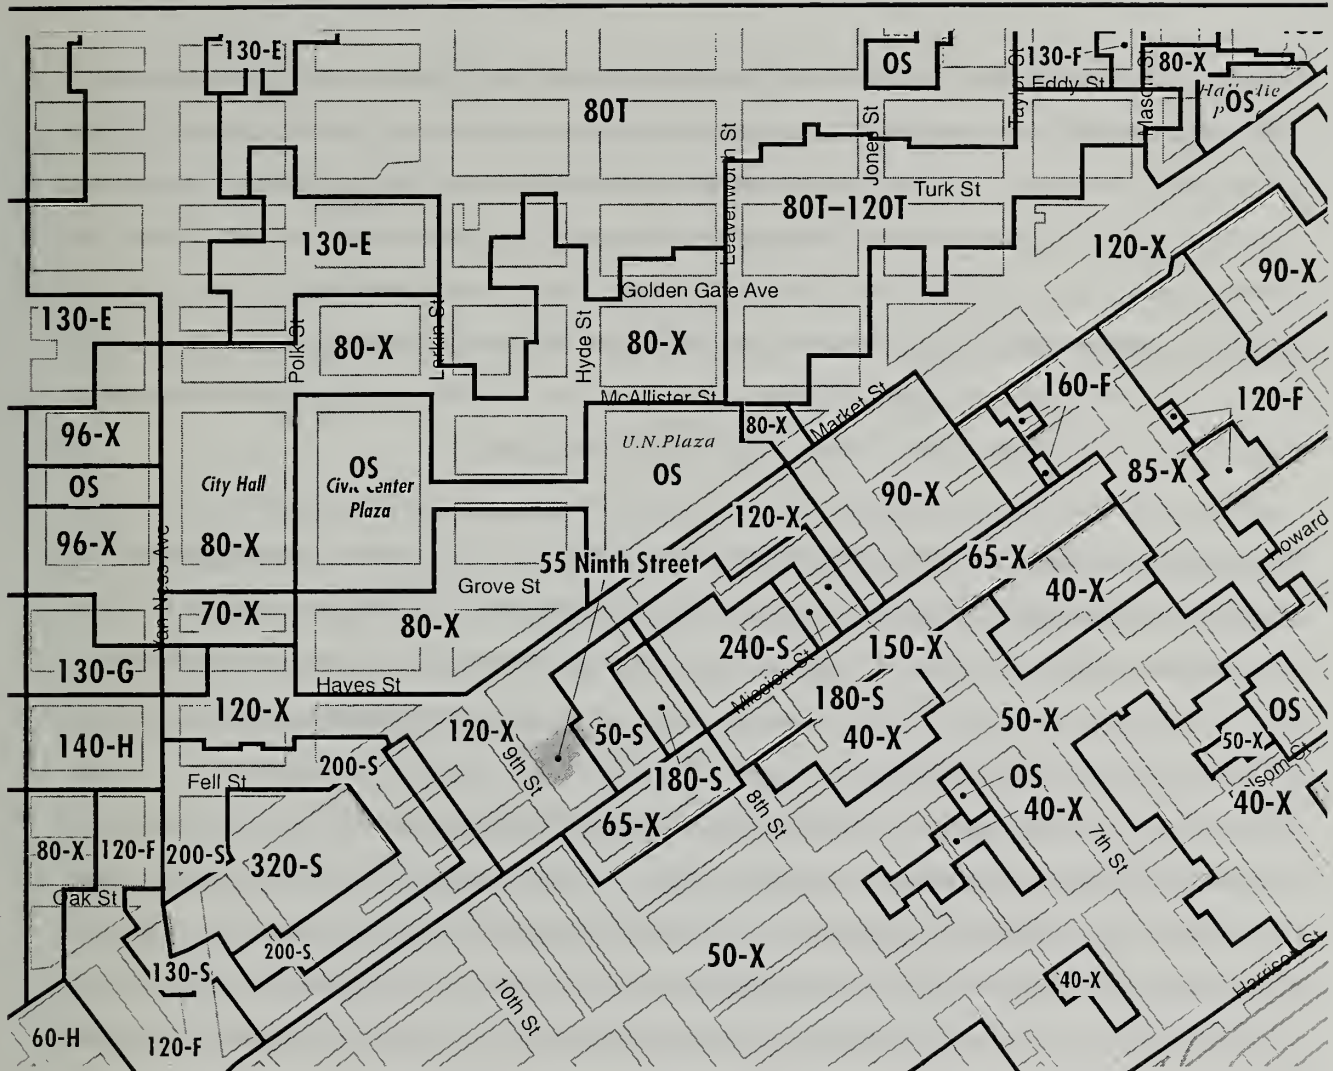 130-E
OS
130-F
80-X
Eddy St
Taylor St
Mason St
OS
80T
Leavenworth St
Jones St
Turk St
80T–120T
130-E
120-X
90-X
Golden Gate Ave
130-E
Polk St
80-X
Larkin St
Hyde St
80-X
McAllister St
160-F
120-F
96-X
80-X
Market St
U.N.Plaza
OS
OS
City Hall
OS
Civic Center
Plaza
85-X
90-X
120-X
96-X
80-X
Van Ness Ave
55 Ninth Street
65-X
Howard
Grove St
40-X
70-X
80-X
240-S
150-X
130-G
Mission St
Hayes St
180-S
120-X
120-X
50-S
40-X
50-X
OS
140-H
9th St
50-X
200-S
180-S
OS
Fell St
40-X
40-X
65-X
8th St
7th St
80-X
120-F
200-S
320-S
Oak St
200-S
50-X
130-S
40-X
Harrison St
10th St
60-H
120-F